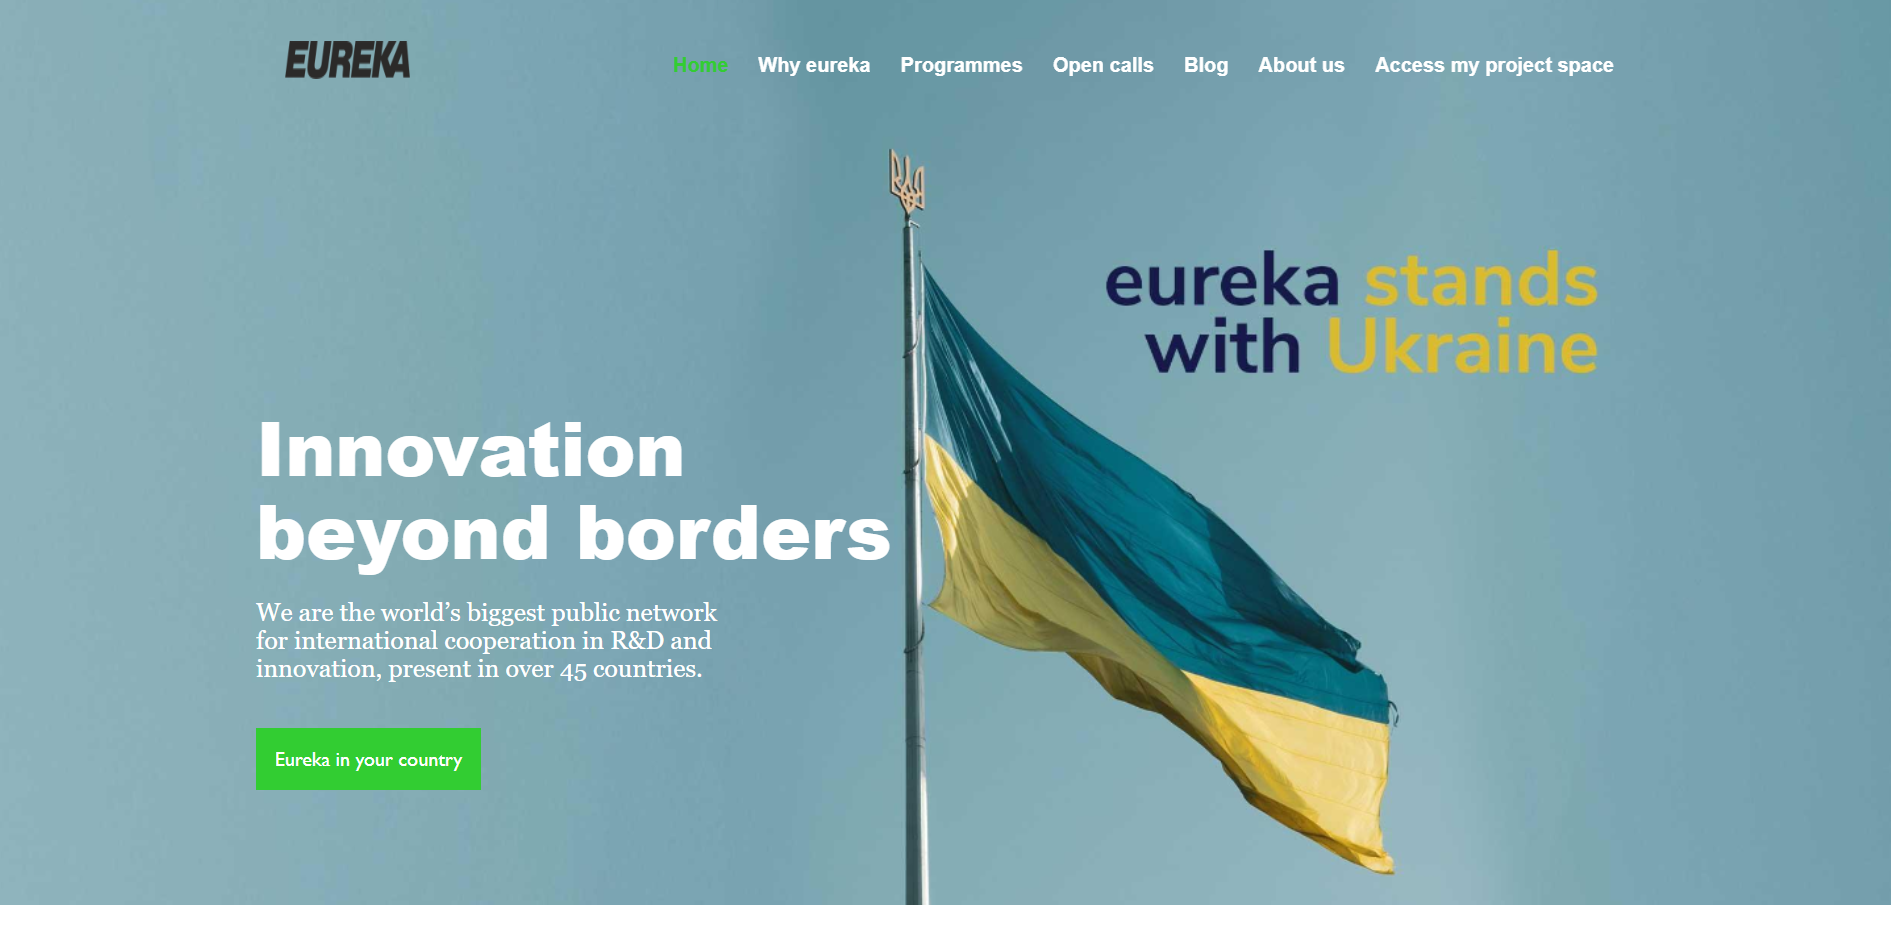 EUREKA
Home Why eureka Programmes Open calls Blog About us Access my project space
eureka stands
with Ukraine
Innovation
beyond borders
We are the world’s biggest public network
for international cooperation in R&D and
innovation, present in over 45 countries.
Eureka in your country